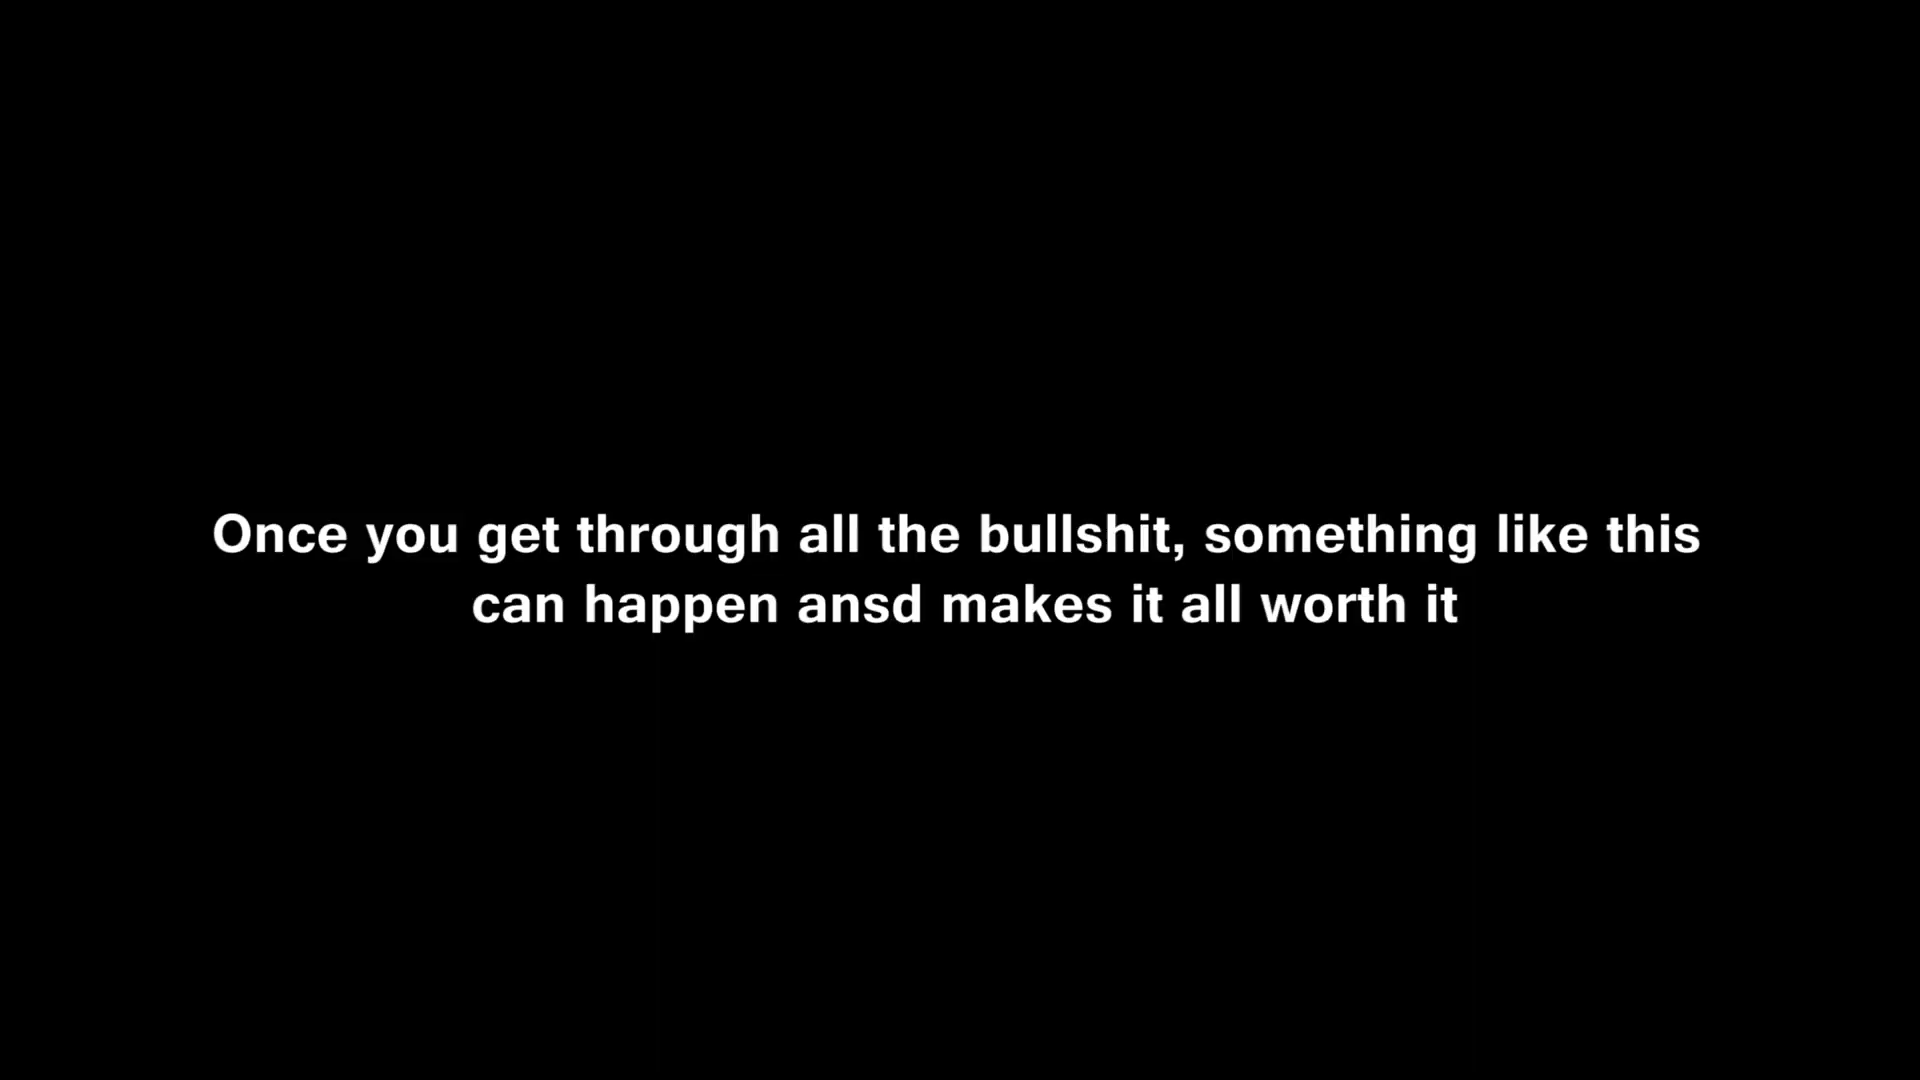 Once you get through all the bullshit, something like this
can happen ansd makes it all worth it